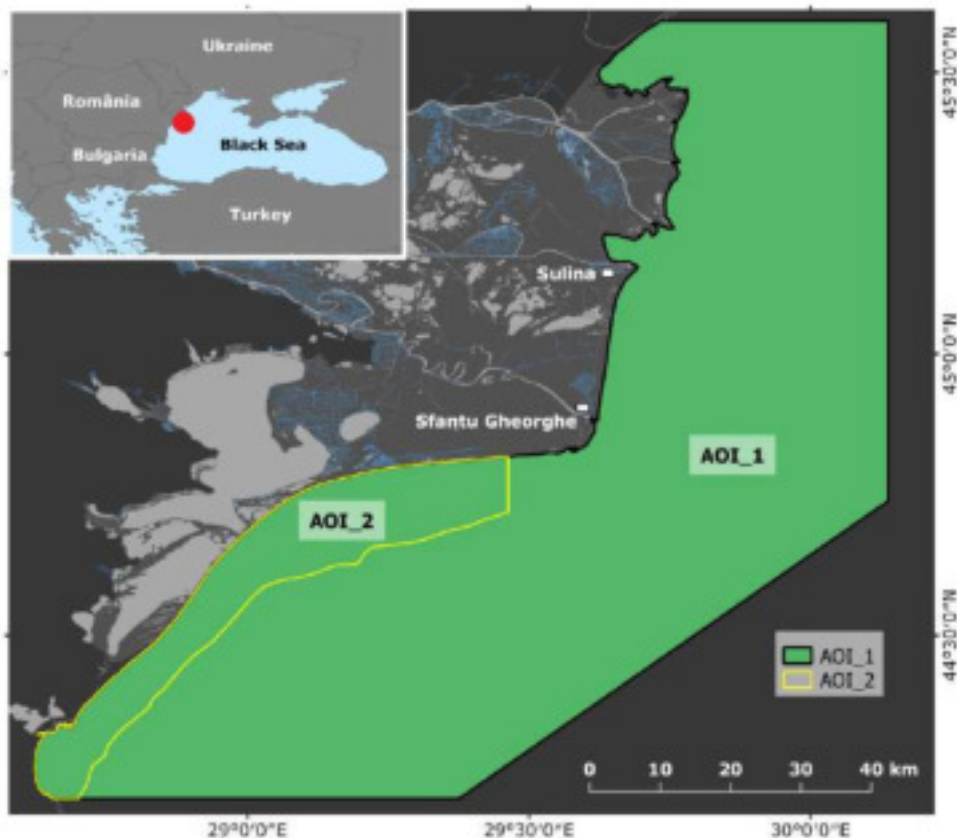 Ukraine
România
Black Sea
Bulgaria
Turkey
45°30'0"N
Sulina
45°0'0"N
Sfantu Gheorghe
AOI_1
AOI_2
44°30'0"N
AOI_1
AOI_2
0 10 20 30 40 km
29°0'0"E 29°30'0"E 30°0'0"E